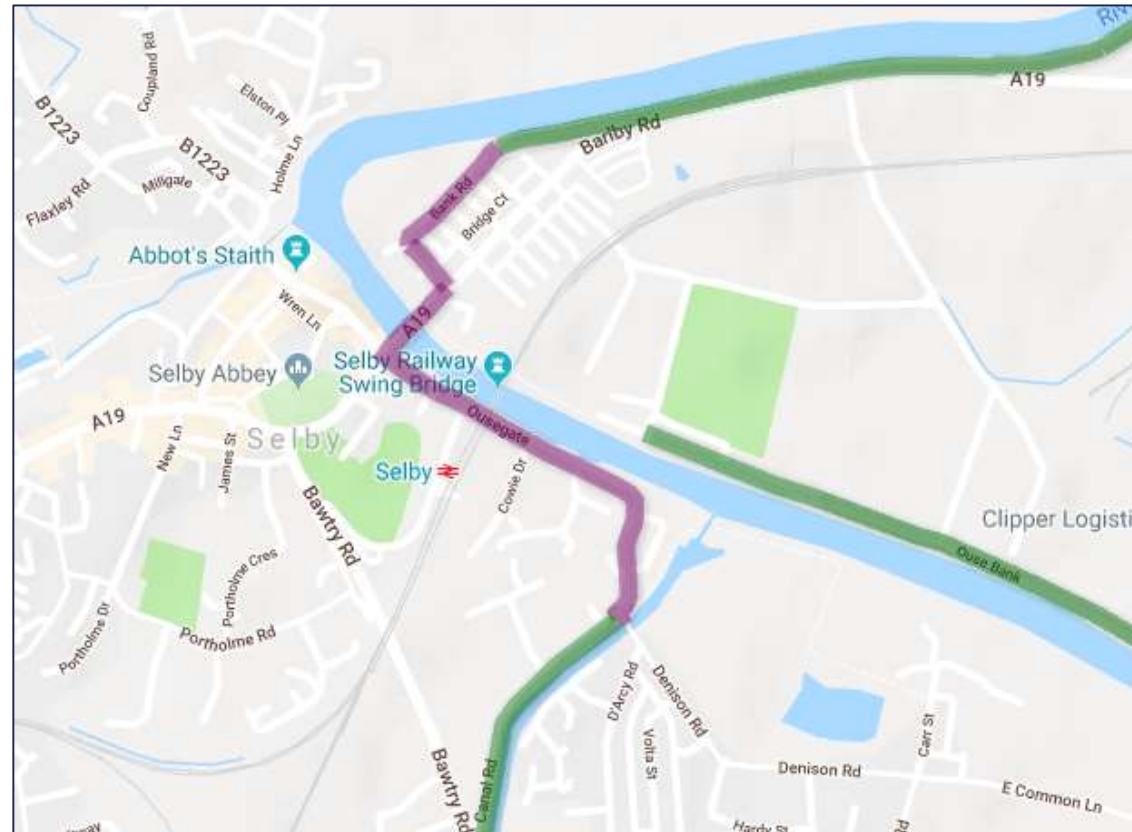 Riv
A19
Coupland Rd
B1223
Elston Pl
B1223
Holme Ln
Millgate
Flaxley Rd
Barlby Rd
Bank Rd
Bridge Ct
Abbot's Staith
Wren Ln
A19
Selby Railway
Swing Bridge
Selby Abbey
A19
New Ln
James St
Selby
Ousegate
Selby
Cowie Dr
Bawtry Rd
Clipper Logisti
Ouse Bank
Portholme Cres
Portholme Dr
Portholme Rd
D'Arcy Rd
Denison Rd
Volta St
Carr St
Denison Rd
E Common Ln
Canal Rd
Bawtry Rd
Hardy St